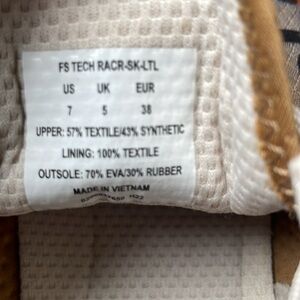 FS TECH RACR-SK-LTL
US UK EUR
7 5 38
UPPER: 57% TEXTILE/43% SYNTHETIC
LINING: 100% TEXTILE
OUTSOLE: 70% EVA/30% RUBBER
MADE IN VIETNAM